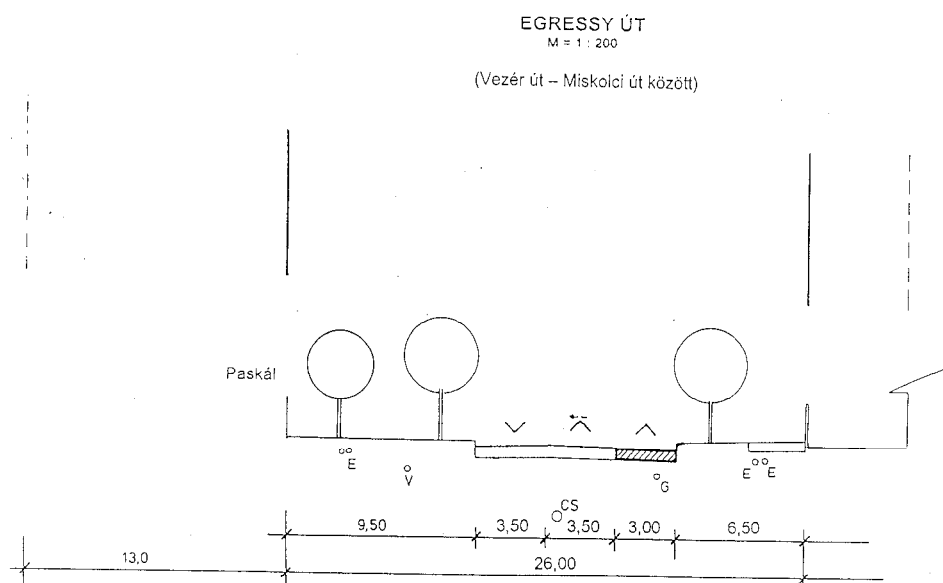 EGRESSY ÚT
M = 1 : 200
(Vezér út – Miskolci út között)
Paskál
E
V
G
E E
CS
9,50 3,50 3,50 3,00 6,50
13,0 26,00